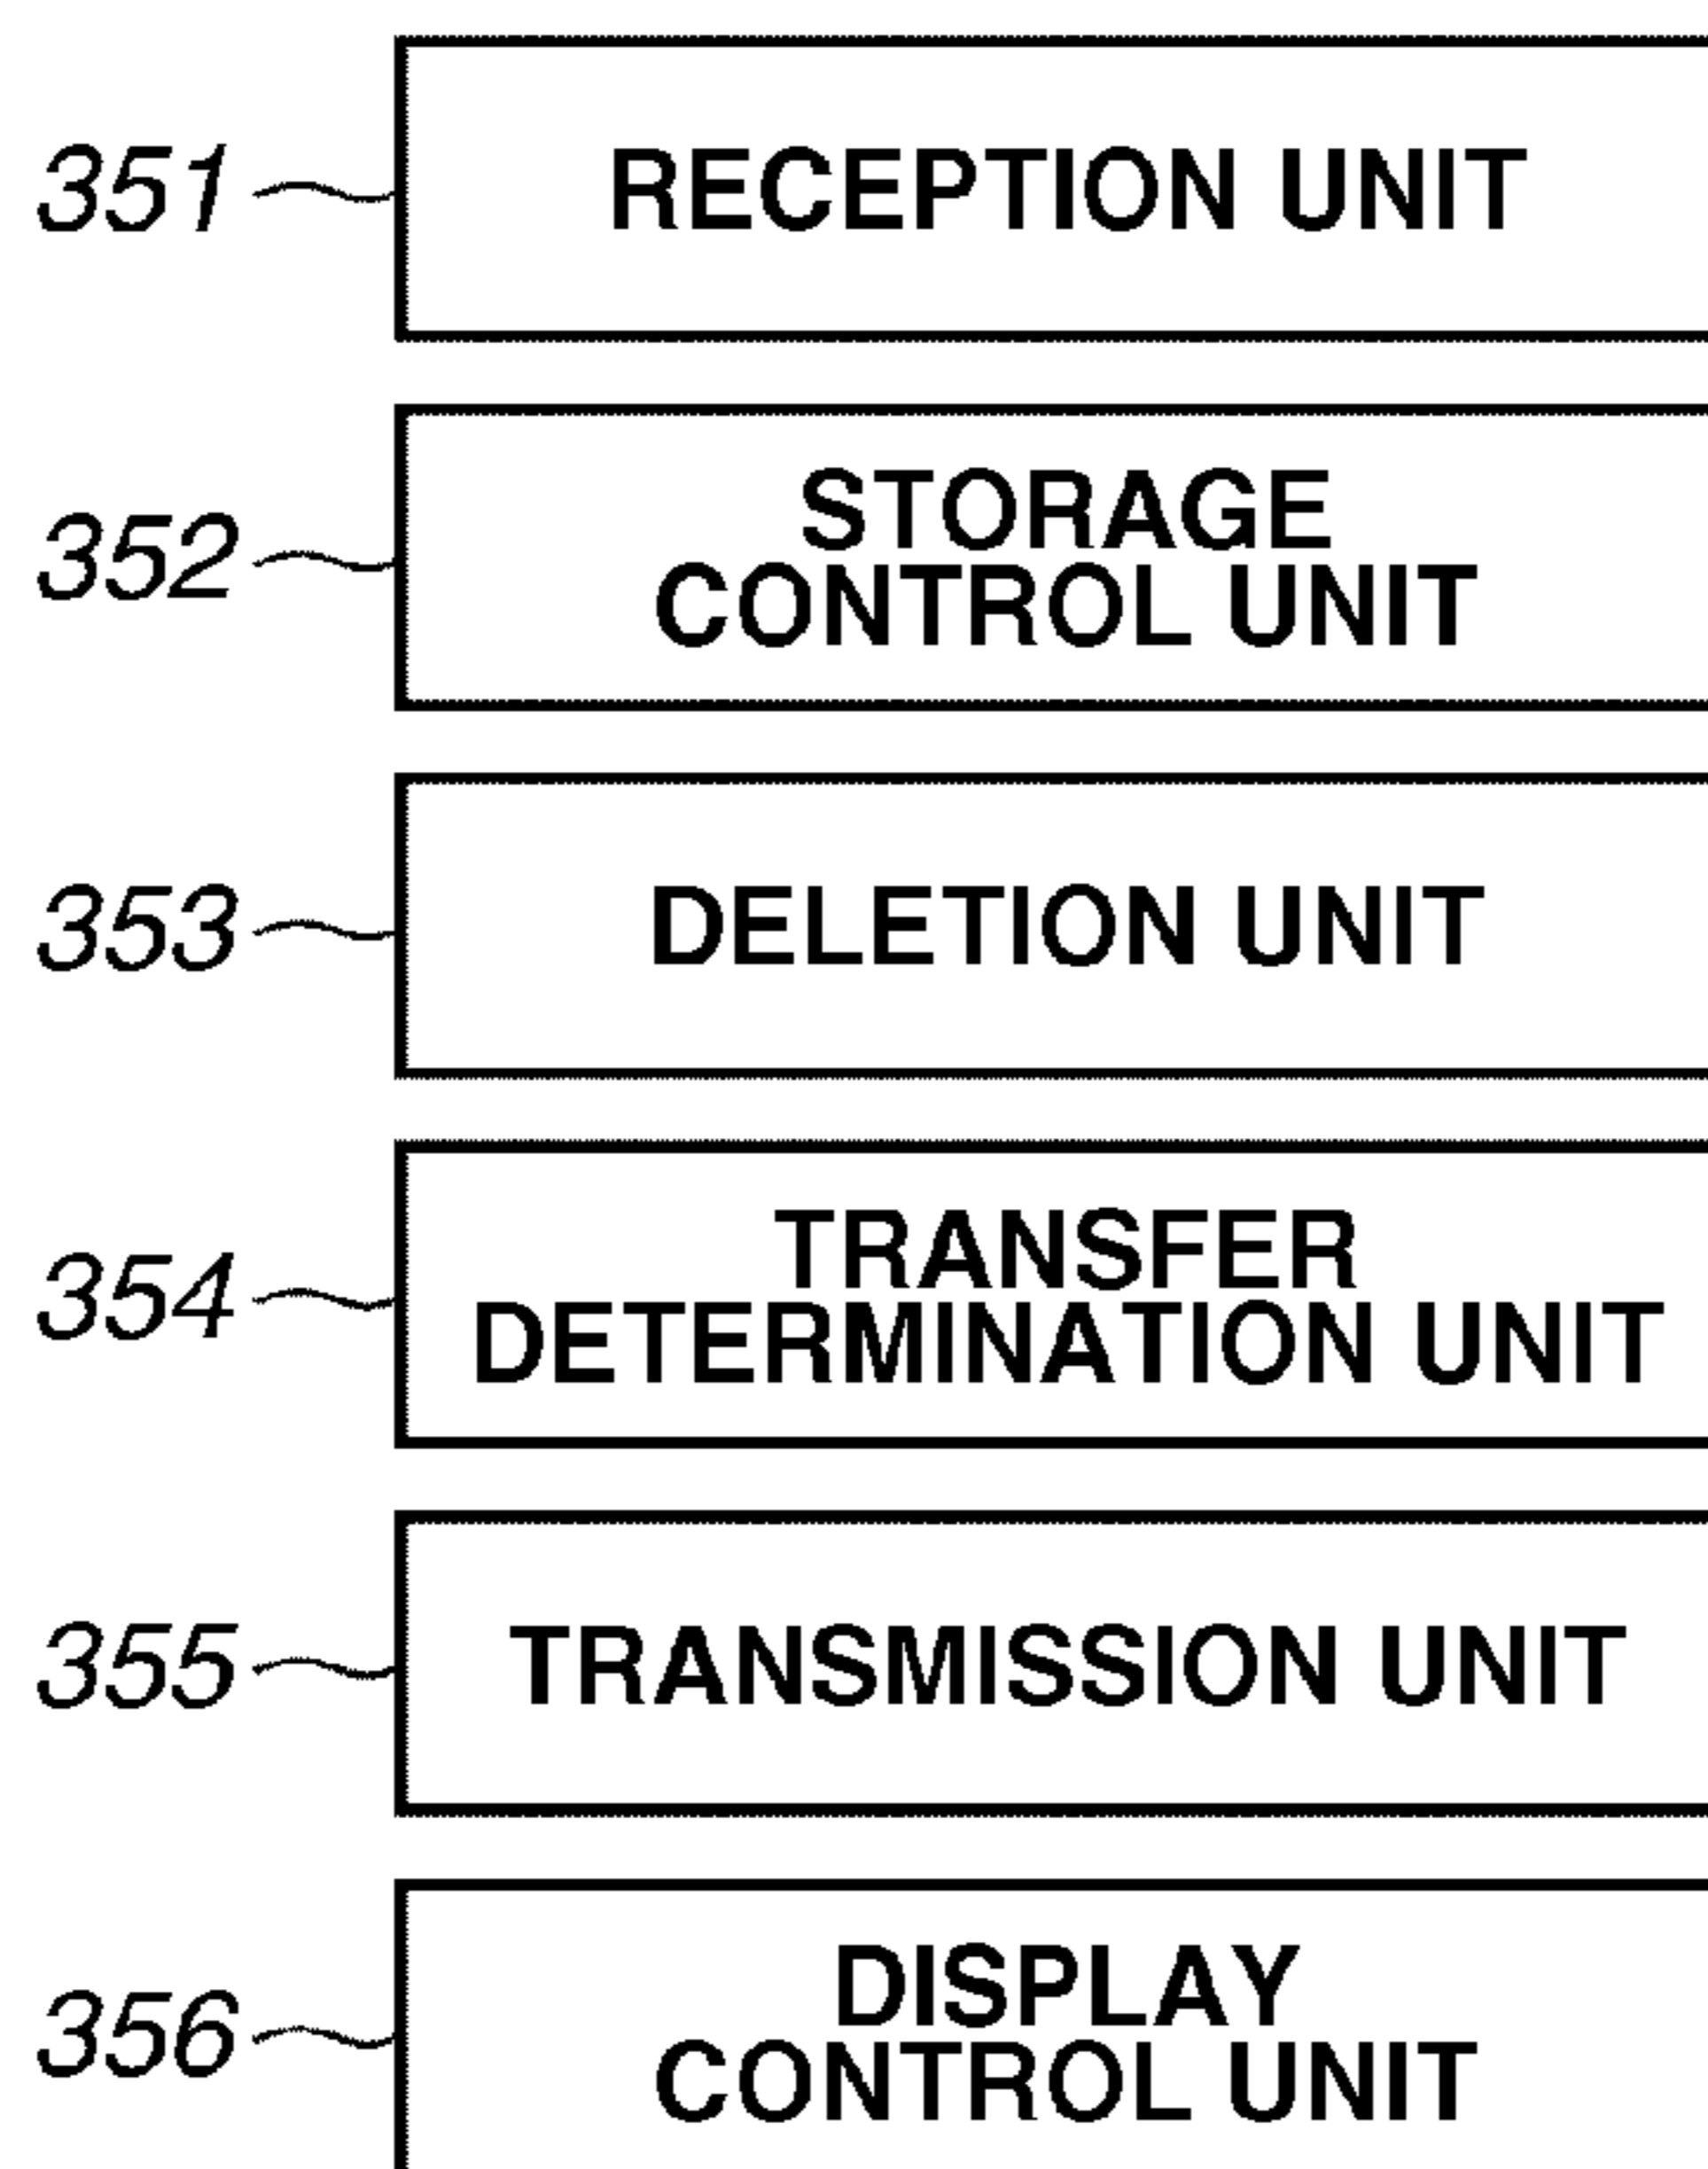 351
RECEPTION UNIT
352
STORAGE
CONTROL UNIT
353
DELETION UNIT
354
TRANSFER
DETERMINATION UNIT
355
TRANSMISSION UNIT
356
DISPLAY
CONTROL UNIT